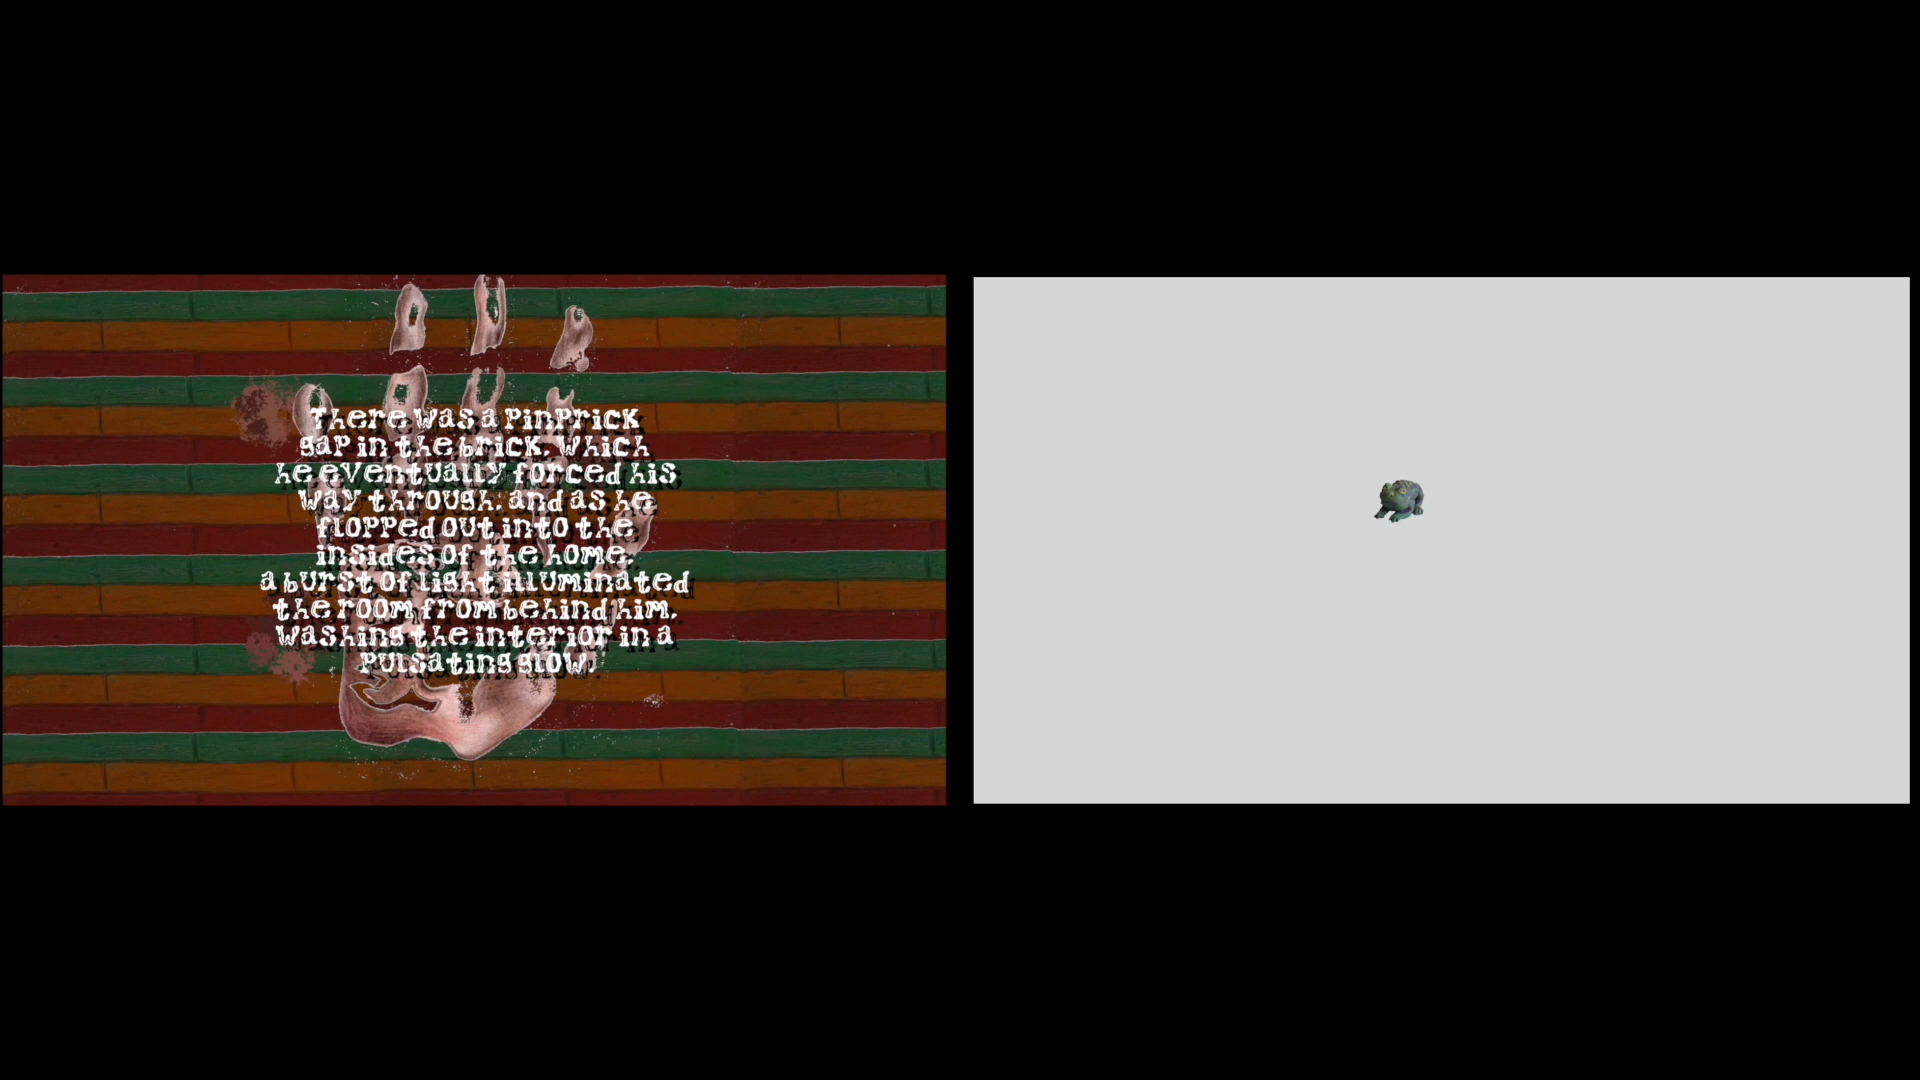 There was a pinprick
gap in the brick, which
he eventually forced his
way through, and as he
flopped out into the
insides of the home,
a burst of light illuminated
the room from behind him,
washing the interior in a
pulsating glow.